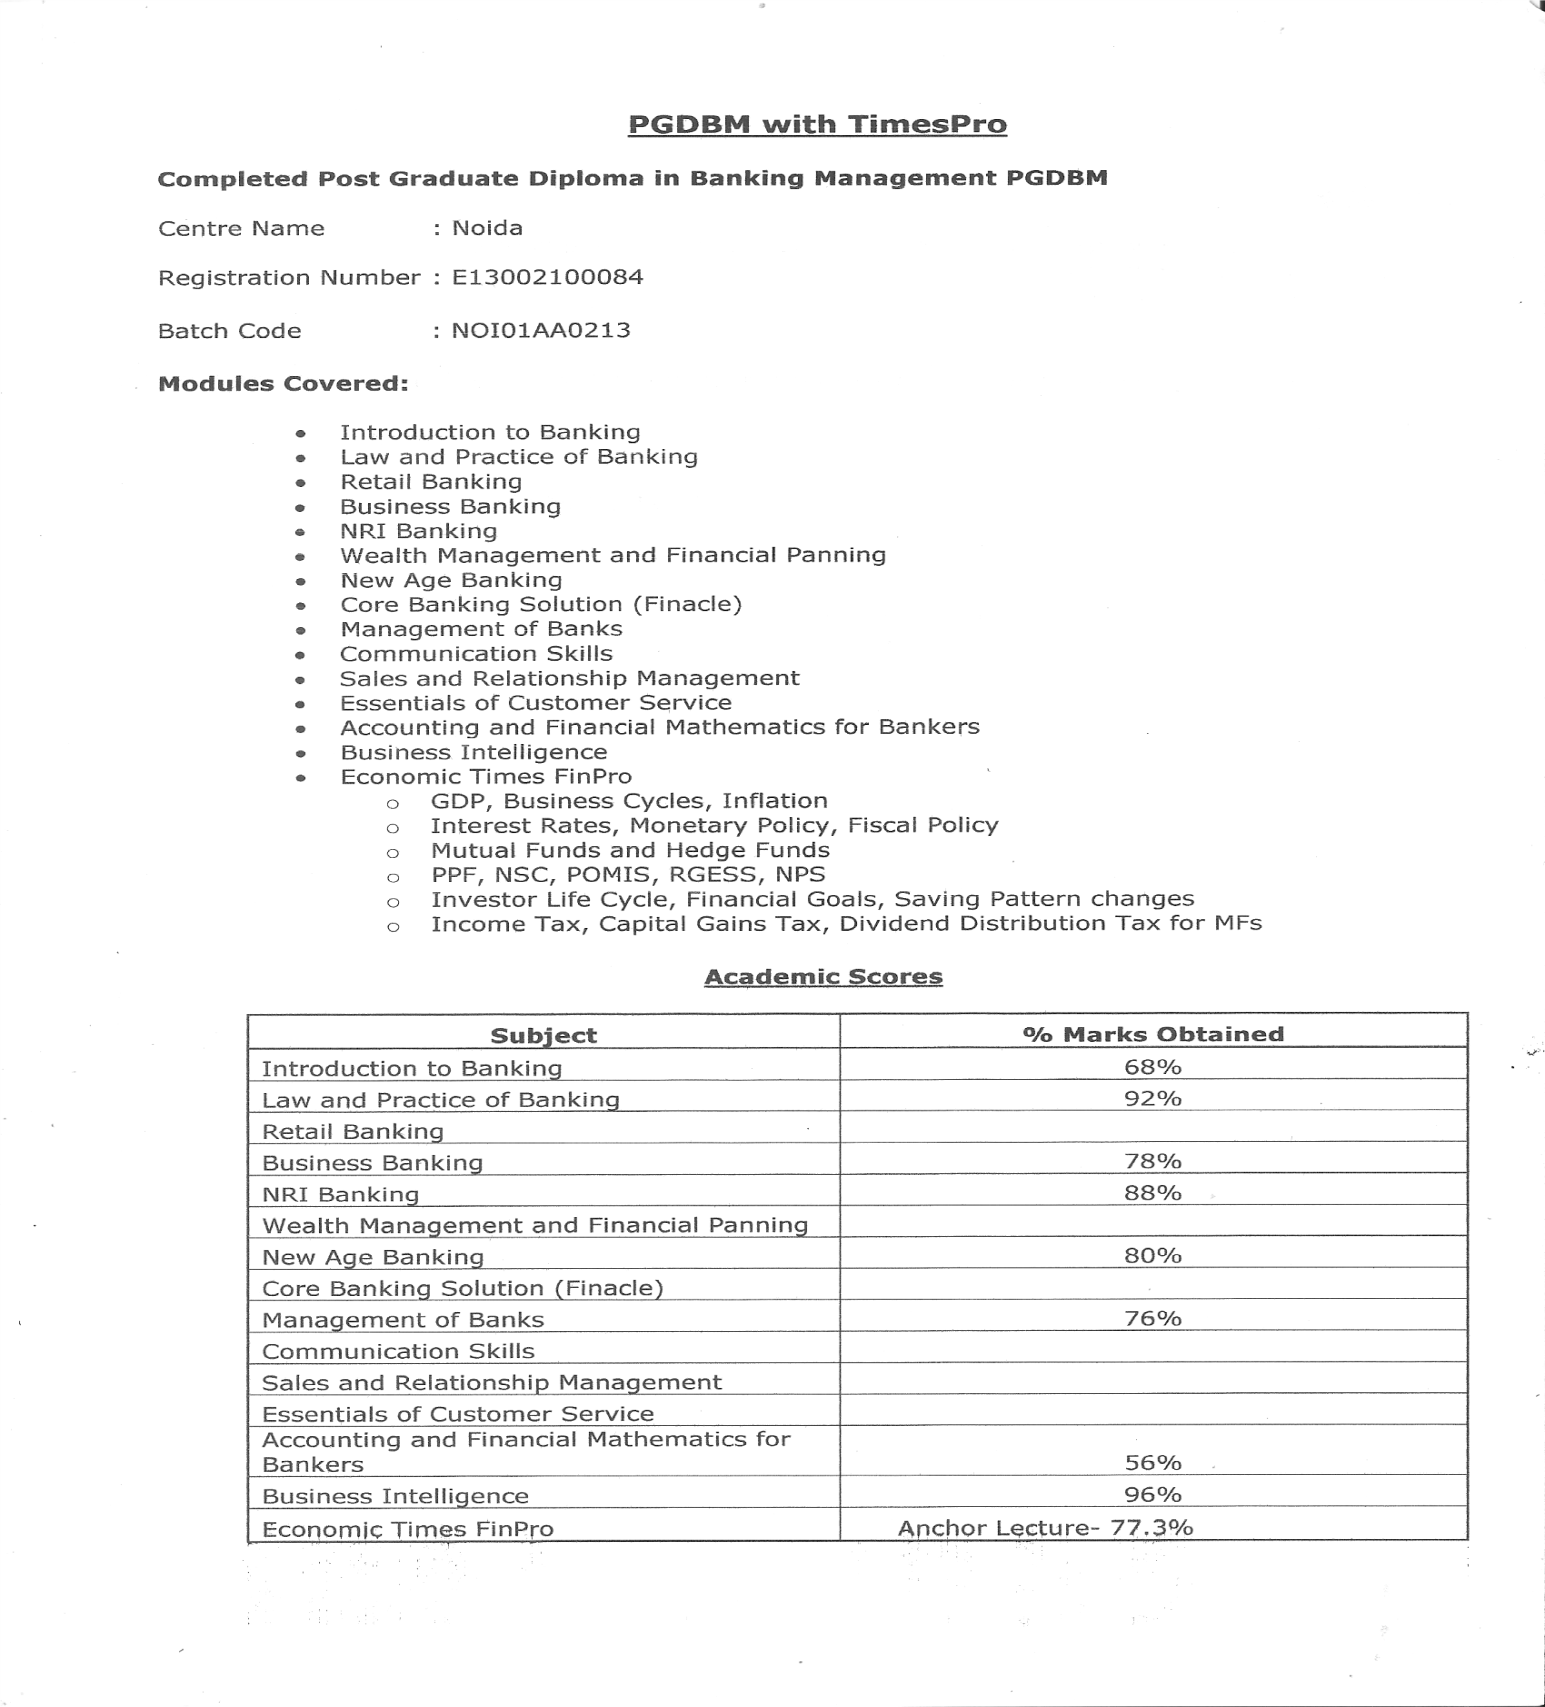 PGDBM with TimesPro
Completed Post Graduate Diploma in Banking Management PGDBM
Centre Name : Noida
Registration Number : E13002100084
Batch Code : NOI01AA0213
Modules Covered:
• Introduction to Banking
• Law and Practice of Banking
• Retail Banking
• Business Banking
• NRI Banking
• Wealth Management and Financial Panning
• New Age Banking
• Core Banking Solution (Finacle)
• Management of Banks
• Communication Skills
• Sales and Relationship Management
• Essentials of Customer Service
• Accounting and Financial Mathematics for Bankers
• Business Intelligence
• Economic Times FinPro
o GDP, Business Cycles, Inflation
o Interest Rates, Monetary Policy, Fiscal Policy
o Mutual Funds and Hedge Funds
o PPF, NSC, POMIS, RGESS, NPS
o Investor Life Cycle, Financial Goals, Saving Pattern changes
o Income Tax, Capital Gains Tax, Dividend Distribution Tax for MFs
Academic Scores
Subject % Marks Obtained
Introduction to Banking 68%
Law and Practice of Banking 92%
Retail Banking
Business Banking 78%
NRI Banking 88%
Wealth Management and Financial Panning
New Age Banking 80%
Core Banking Solution (Finacle)
Management of Banks 76%
Communication Skills
Sales and Relationship Management
Essentials of Customer Service
Accounting and Financial Mathematics for
Bankers 56%
Business Intelligence 96%
Economic Times FinPro Anchor Lecture- 77.3%